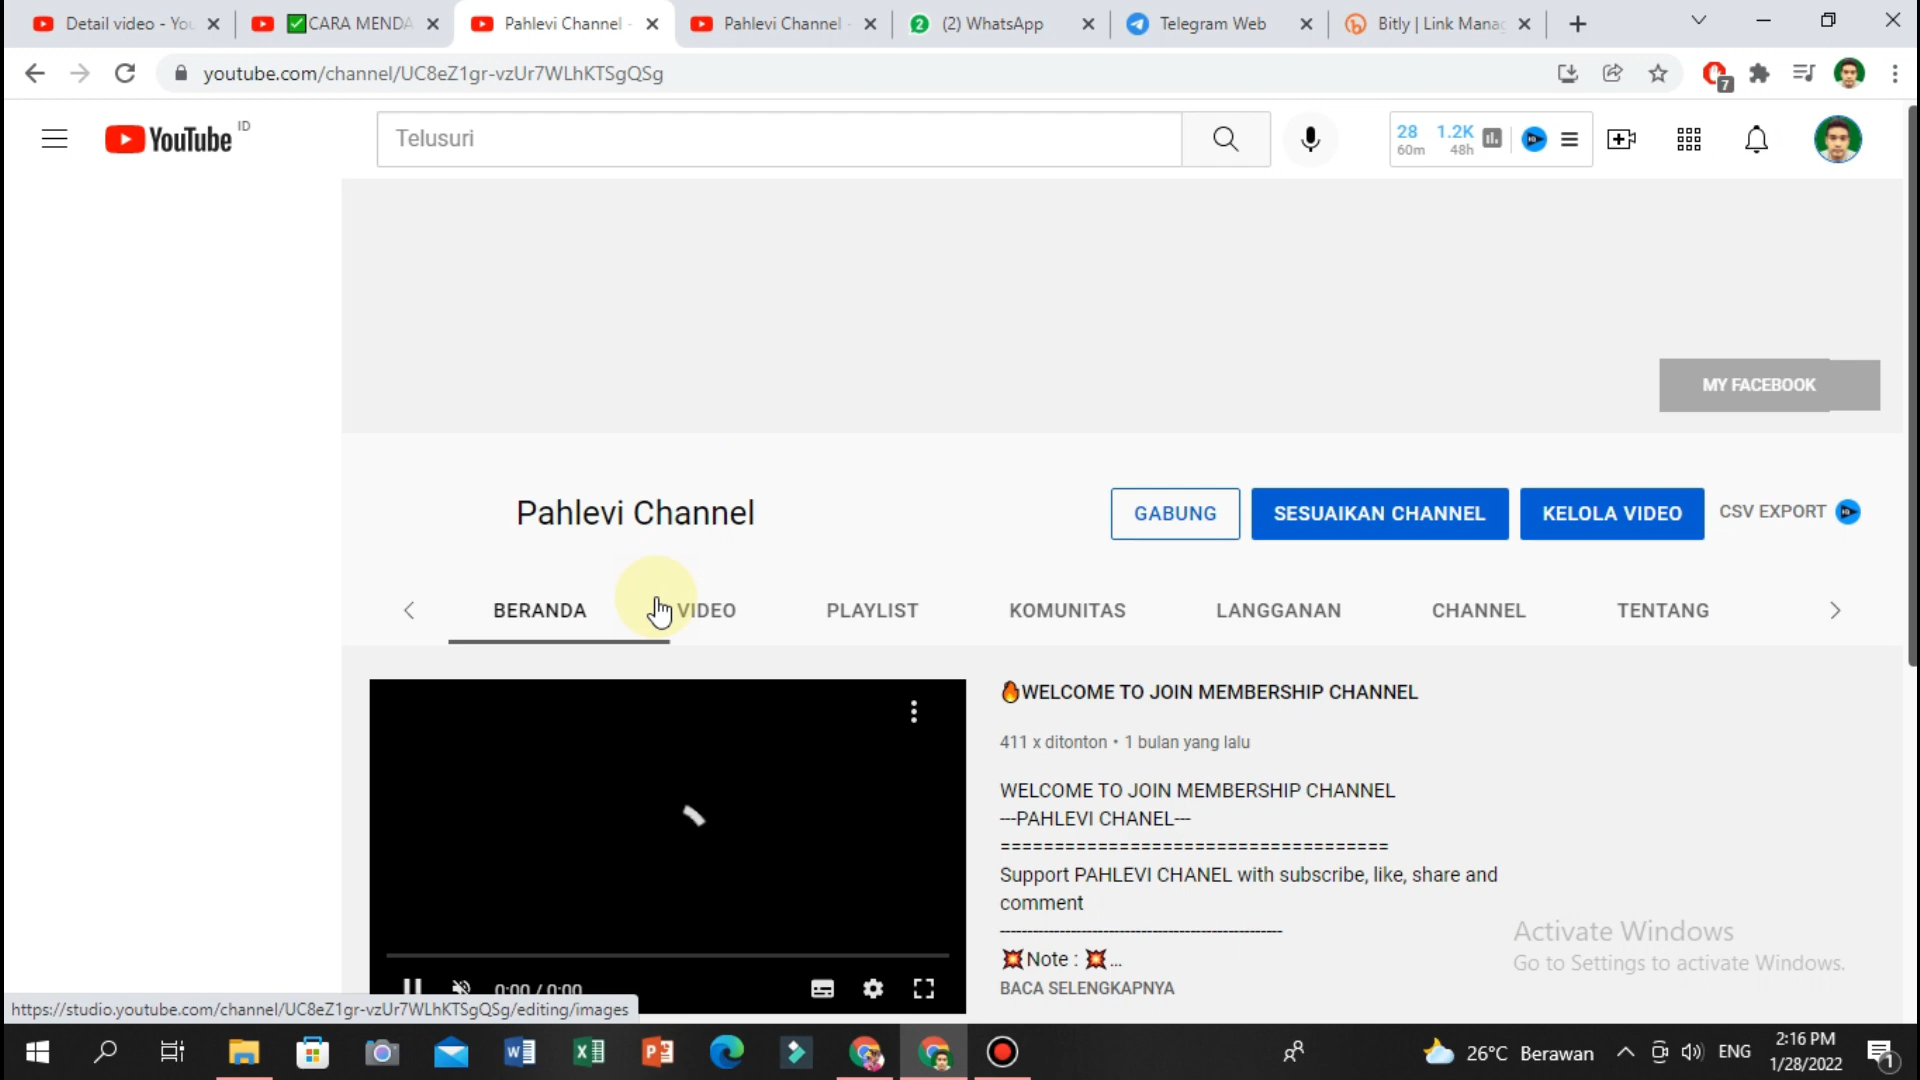 Detail video - You
✅CARA MENDA
Pahlevi Channel -
Pahlevi Channel -
(2) WhatsApp
Telegram Web
Bitly | Link Manag
youtube.com/channel/UC8eZ1gr-vzUr7WLhKTSgQSg
7
YouTube ID
Telusuri
28 60m
1.2K 48h
MY FACEBOOK
Pahlevi Channel
GABUNG
SESUAIKAN CHANNEL
KELOLA VIDEO
CSV EXPORT
BERANDA
VIDEO
PLAYLIST
KOMUNITAS
LANGGANAN
CHANNEL
TENTANG
🔥WELCOME TO JOIN MEMBERSHIP CHANNEL
411 x ditonton • 1 bulan yang lalu
WELCOME TO JOIN MEMBERSHIP CHANNEL
---PAHLEVI CHANEL---
====================================
Support PAHLEVI CHANEL with subscribe, like, share and
comment
----------------------------------------------------
💥Note : 💥...
BACA SELENGKAPNYA
0:00 / 0:00
Activate Windows
Go to Settings to activate Windows.
https://studio.youtube.com/channel/UC8eZ1gr-vzUr7WLhKTSgQSg/editing/images
26°C Berawan
ENG
2:16 PM
1/28/2022
1